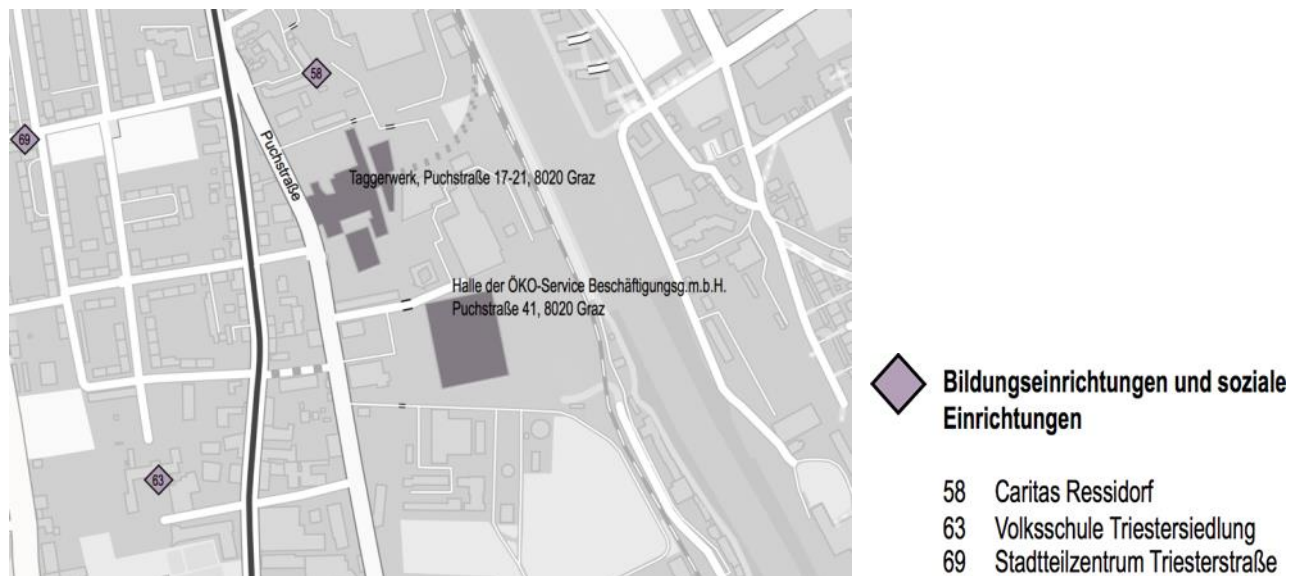 58
69
Puchstraße
Taggerwerk, Puchstraße 17-21, 8020 Graz
Halle der ÖKO-Service Beschäftigungsg.m.b.H.
Puchstraße 41, 8020 Graz
63
Bildungseinrichtungen und soziale
Einrichtungen
58 Caritas Ressidorf
63 Volksschule Triestersiedlung
69 Stadtteilzentrum Triesterstraße